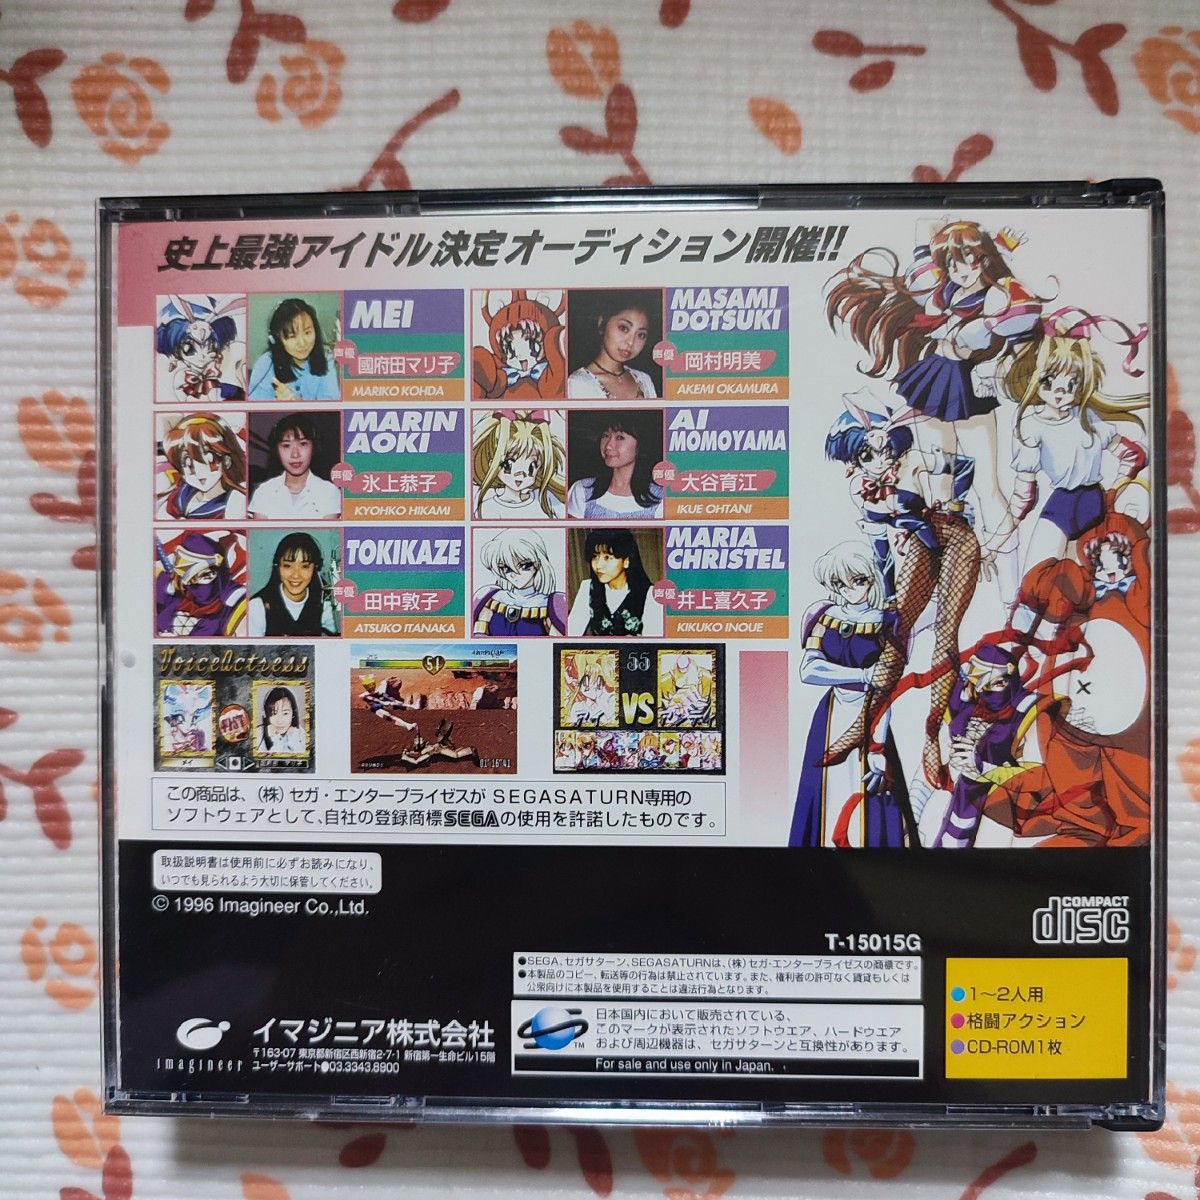 史上最強アイドル決定オーディション開催!!
MEI
声優 國府田マリ子
MARIKO KOHDA
MASAMI
DOTSUKI
声優 岡村明美
AKEMI OKAMURA
MARIN
AOKI
声優 氷上恭子
KYOHKO HIKAMI
AI
MOMOYAMA
声優 大谷育江
IKUE OHTANI
TOKIKAZE
声優 田中敦子
ATSUKO ITANAKA
MARIA
CHRISTEL
声優 井上喜久子
KIKUKO INOUE
VoiceActress
メイ
51
01'16"41
55
アイ VS アンディ
この商品は、(株)セガ・エンタープライゼスが SEGASATURN専用の
ソフトウェアとして、自社の登録商標SEGAの使用を許諾したものです。
取扱説明書は使用前に必ずお読みになり、
いつでも見られるよう大切に保管してください。
© 1996 Imagineer Co.,Ltd.
COMPACT
disc
T-15015G
●SEGA、セガサターン、SEGASATURNは、(株)セガ・エンタープライゼスの商標です。
●本製品のコピー、転送等の行為は禁止されています。また、権利者の許可なく賃貸もしくは
公衆向けに本製品を使用することは違法行為となります。
imagineer
イマジニア株式会社
〒163-07 東京都新宿区西新宿2-7-1 新宿第一生命ビル15階
ユーザーサポート●03.3343.8900
TM
日本国内において販売されている、
このマークが表示されたソフトウエア、ハードウエア
および周辺機器は、セガサターンと互換性があります。
For sale and use only in Japan.
●1～2人用
●格闘アクション
●CD-ROM1枚